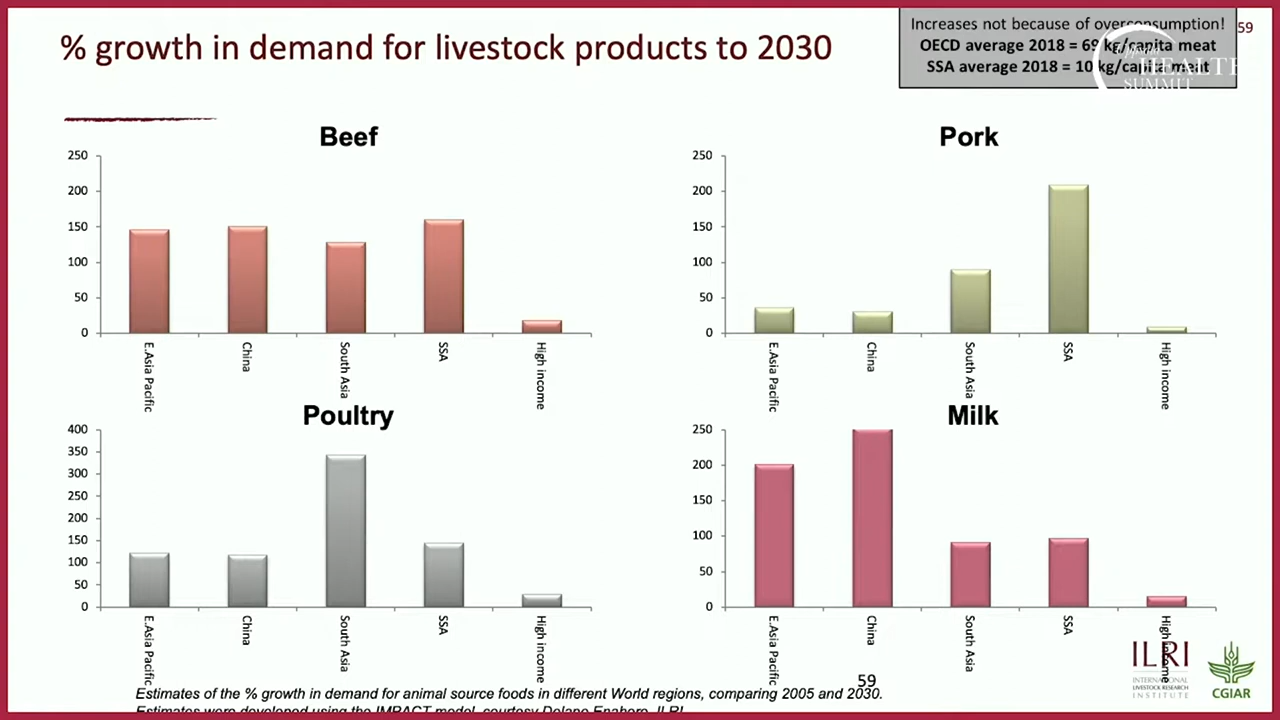 % growth in demand for livestock products to 2030
Increases not because of overconsumption!
OECD average 2018 = 69 kg/capita meat
SSA average 2018 = 10 kg/capita meat
59
HEALTH
SUMMIT
Beef
250
200
150
100
50
0
E.Asia Pacific
China
South Asia
SSA
High income
Pork
250
200
150
100
50
0
E.Asia Pacific
China
South Asia
SSA
High income
Poultry
400
350
300
250
200
150
100
50
0
E.Asia Pacific
China
South Asia
SSA
High income
Milk
250
200
150
100
50
0
E.Asia Pacific
China
South Asia
SSA
High income
59
Estimates of the % growth in demand for animal source foods in different World regions, comparing 2005 and 2030.
Estimates were developed using the IMPACT model, courtesy Dolapo Enahoro, ILRI
ILRI
INTERNATIONAL
LIVESTOCK RESEARCH
INSTITUTE
CGIAR